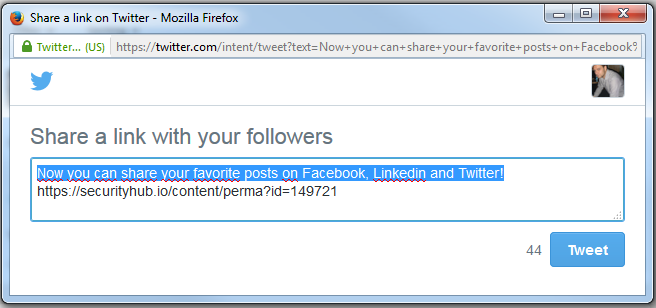 Share a link on Twitter - Mozilla Firefox
Twitter... (US) https://twitter.com/intent/tweet?text=Now+you+can+share+your+favorite+posts+on+Facebook%
Share a link with your followers
Now you can share your favorite posts on Facebook, Linkedin and Twitter!
https://securityhub.io/content/perma?id=149721
44 Tweet